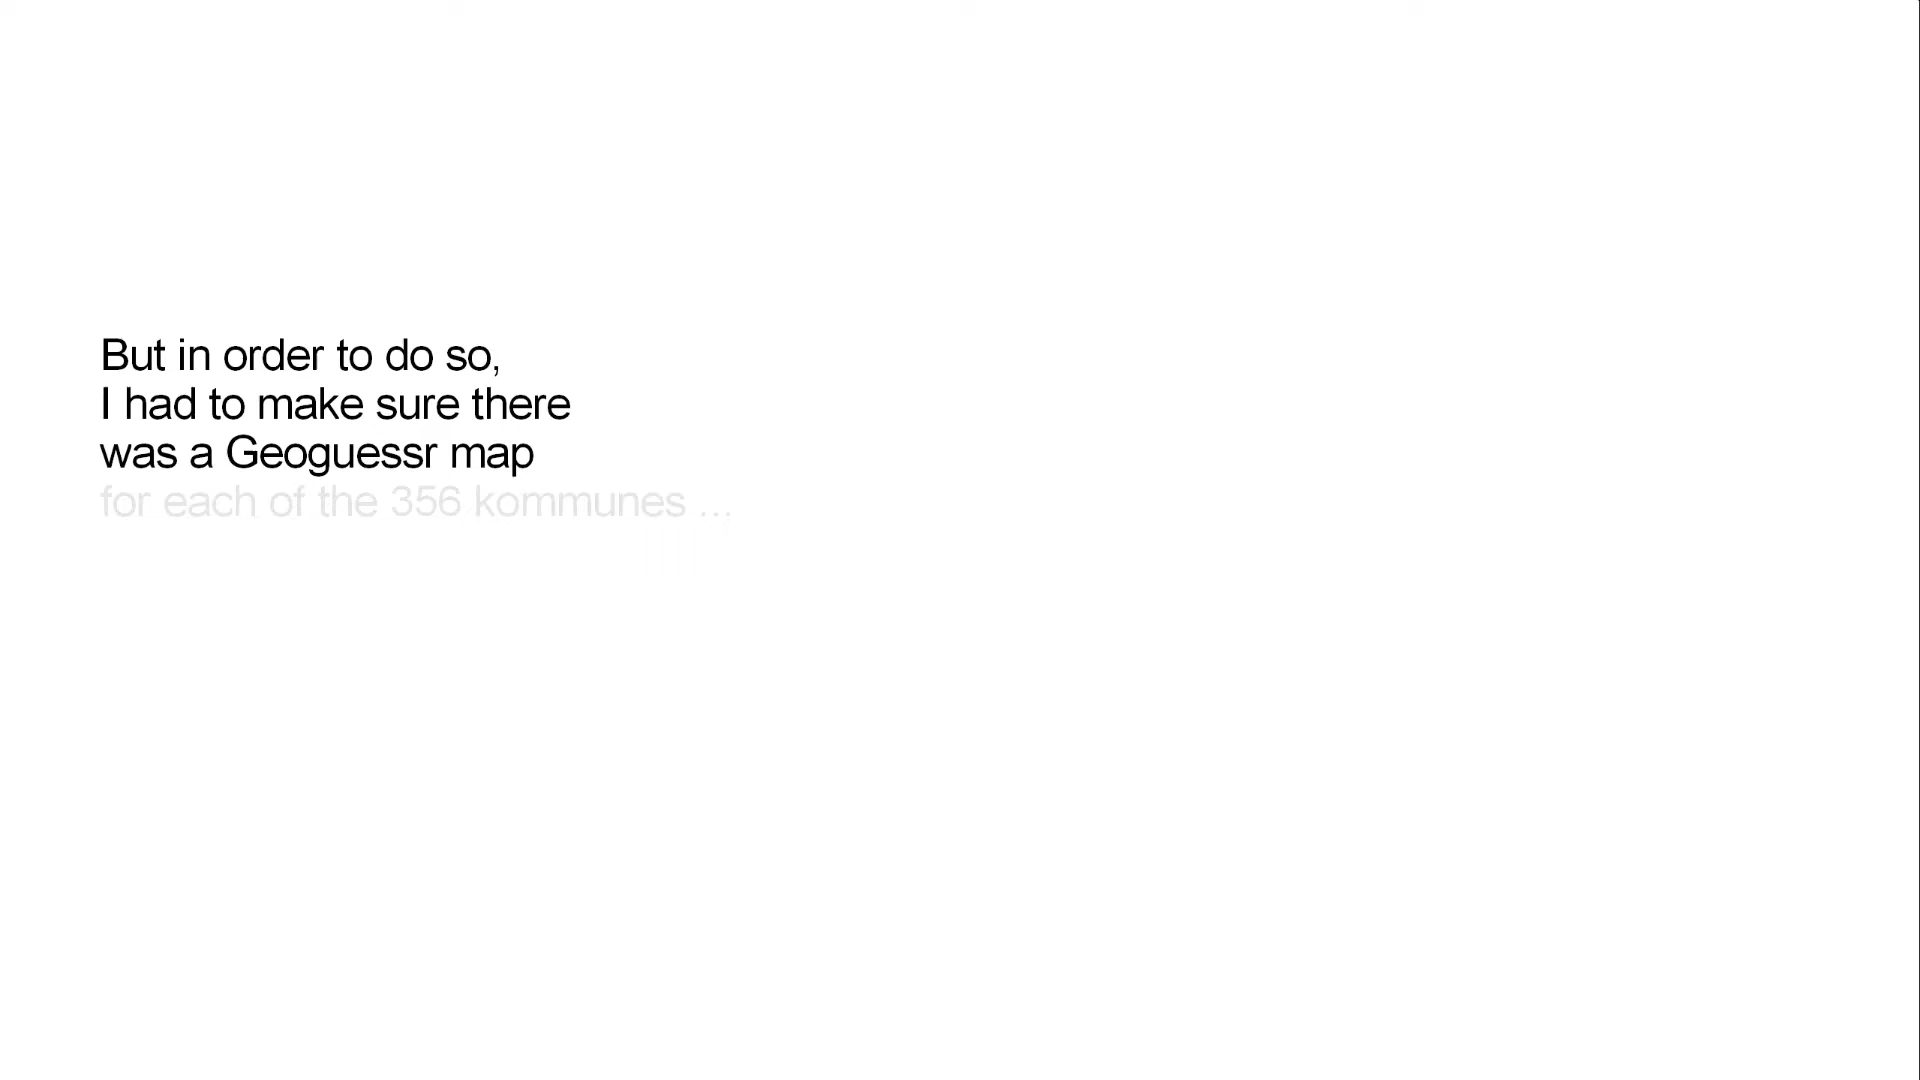 But in order to do so,
I had to make sure there
was a Geoguessr map
for each of the 356 kommunes ...